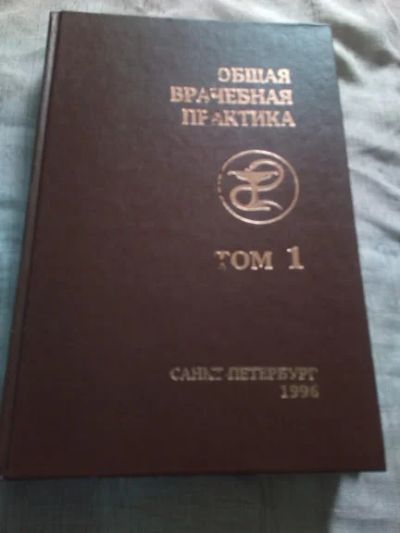 ОБЩАЯ
ВРАЧЕБНАЯ
ПРАКТИКА
ТОМ 1
САНКТ-ПЕТЕРБУРГ
1996